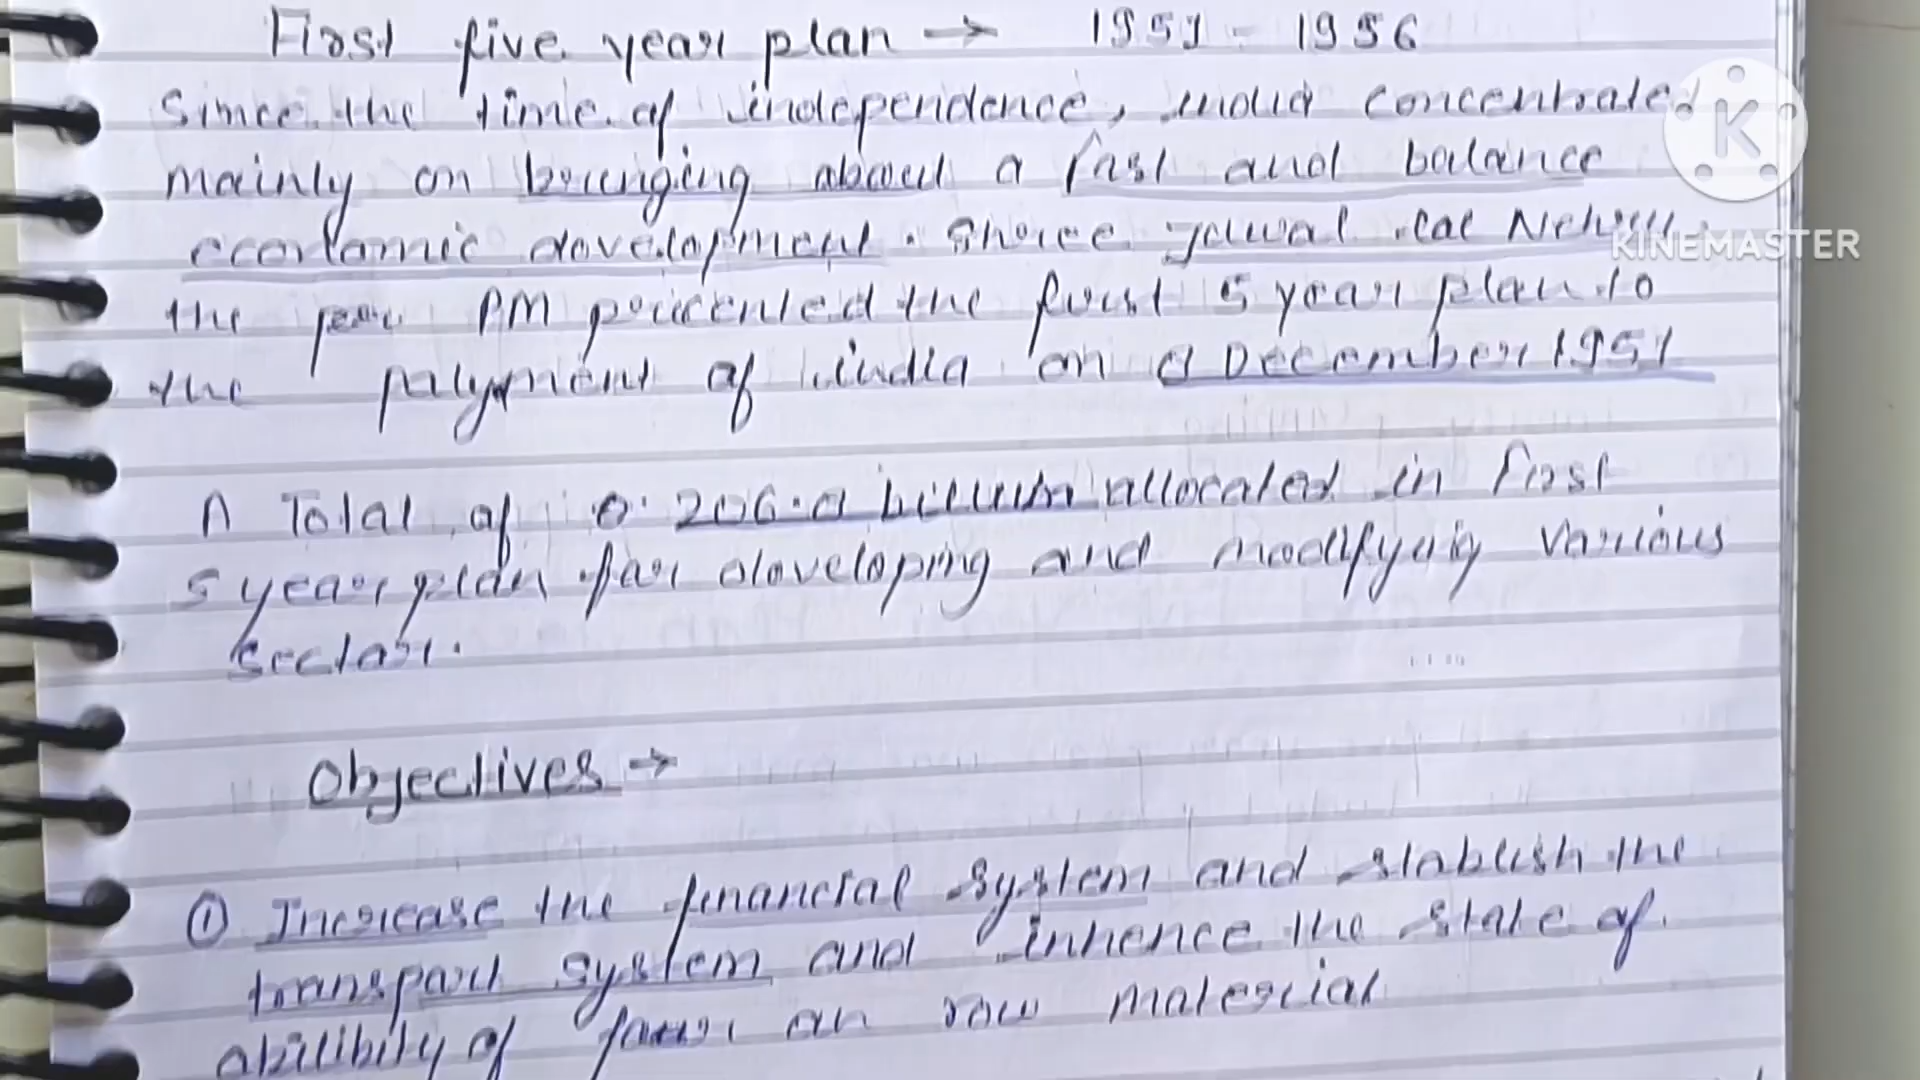 First five year plan → 1951 - 1956
Since the time of independence, india concentrated
mainly on bringing about a fast and balance
economic development. Shree Jawal Lal Nehru
the PM presented the first 5 year plan to
the of india on 8 December 1951
A Total of 206.8 billion allocated in first
5 year plan for developing and modifying various
sector.
Objectives →
① Increase the financial system and stablish the
transport system and inhence the state of
abilibity of on row material
K
KINEMASTER